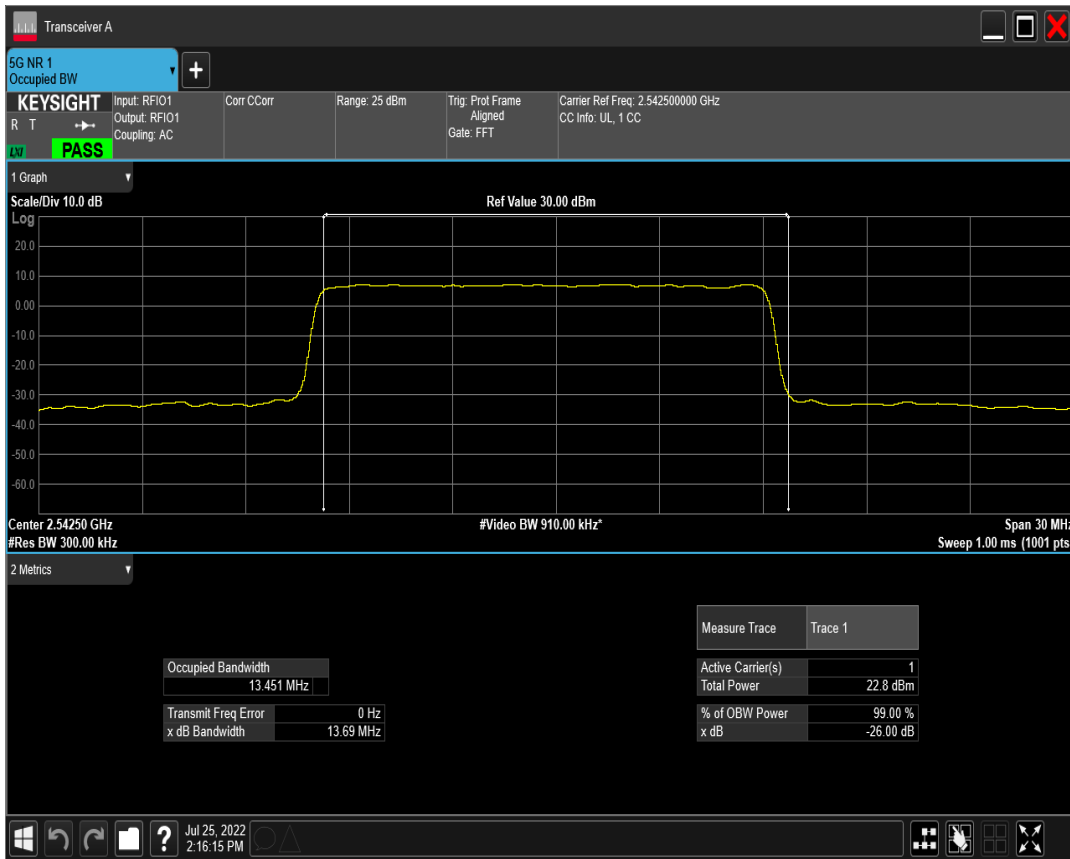 Transceiver A
5G NR 1
Occupied BW
+
KEYSIGHT
R T
LXI
PASS
Input: RFIO1
Output: RFIO1
Coupling: AC
Corr CCorr
Range: 25 dBm
Trig: Prot Frame
Aligned
Gate: FFT
Carrier Ref Freq: 2.542500000 GHz
CC Info: UL, 1 CC
1 Graph
Scale/Div 10.0 dB
Ref Value 30.00 dBm
Log
20.0
10.0
0.00
-10.0
-20.0
-30.0
-40.0
-50.0
-60.0
Center 2.54250 GHz
#Video BW 910.00 kHz*
Span 30 MHz
#Res BW 300.00 kHz
Sweep 1.00 ms (1001 pts
2 Metrics
Measure Trace Trace 1
Occupied Bandwidth
13.451 MHz
Active Carrier(s) 1
Total Power 22.8 dBm
Transmit Freq Error 0 Hz
x dB Bandwidth 13.69 MHz
% of OBW Power 99.00 %
x dB -26.00 dB
?
Jul 25, 2022
2:16:15 PM